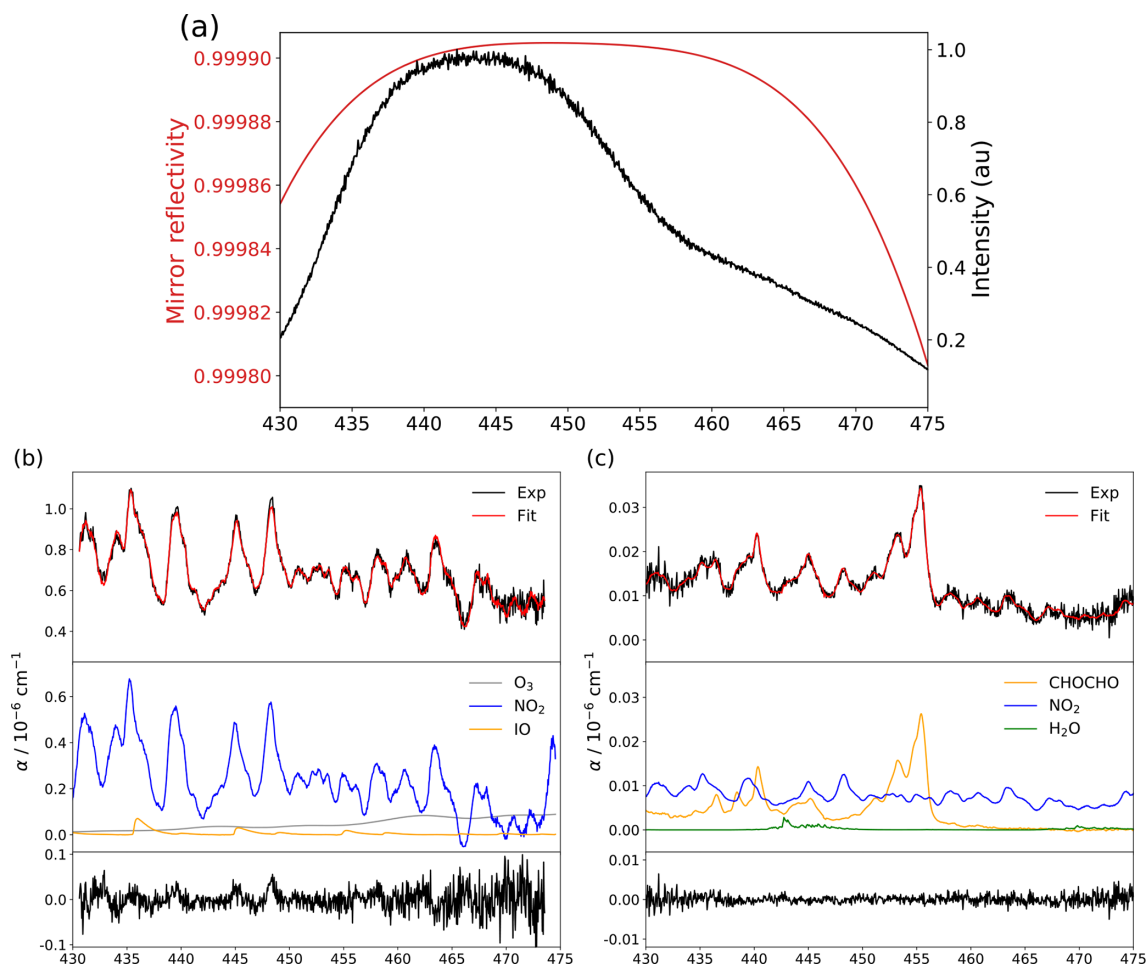 (a)
Mirror reflectivity
0.99990
0.99988
0.99986
0.99984
0.99982
0.99980
1.0
0.8
0.6
0.4
0.2
Intensity (au)
430 435 440 445 450 455 460 465 470 475
(b)
α / 10⁻⁶ cm⁻¹
1.0
0.8
0.6
0.4
Exp
Fit
0.6
0.4
0.2
0.0
O₃
NO₂
IO
0.1
0.0
-0.1
430 435 440 445 450 455 460 465 470 475
(c)
α / 10⁻⁶ cm⁻¹
0.03
0.02
0.01
0.00
Exp
Fit
0.03
0.02
0.01
0.00
CHOCHO
NO₂
H₂O
0.01
0.00
-0.01
430 435 440 445 450 455 460 465 470 475